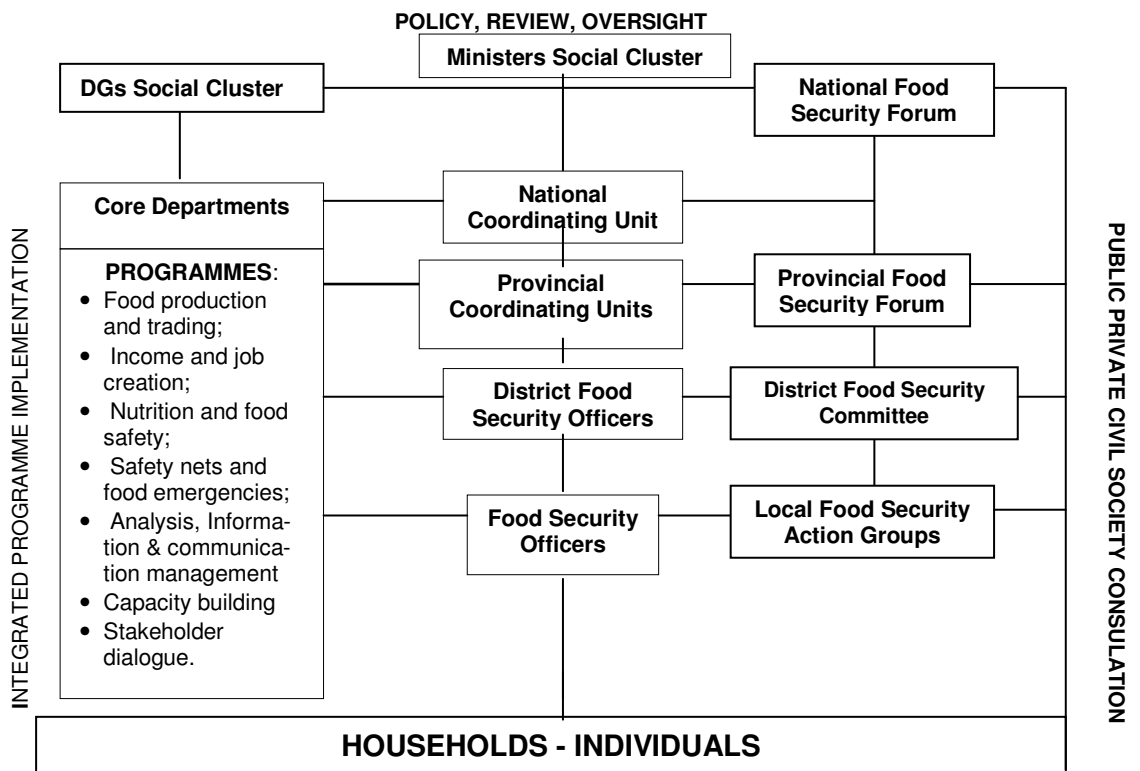 POLICY, REVIEW, OVERSIGHT
Ministers Social Cluster
DGs Social Cluster
National Food
Security Forum
Core Departments
National
Coordinating Unit
PROGRAMMES:
• Food production
and trading;
• Income and job
creation;
• Nutrition and food
safety;
• Safety nets and
food emergencies;
• Analysis, Informa-
tion & communica-
tion management
• Capacity building
• Stakeholder
dialogue.
Provincial
Coordinating Units
Provincial Food
Security Forum
District Food
Security Officers
District Food Security
Committee
Food Security
Officers
Local Food Security
Action Groups
INTEGRATED PROGRAMME IMPLEMENTATION
PUBLIC PRIVATE CIVIL SOCIETY CONSULATION
HOUSEHOLDS - INDIVIDUALS